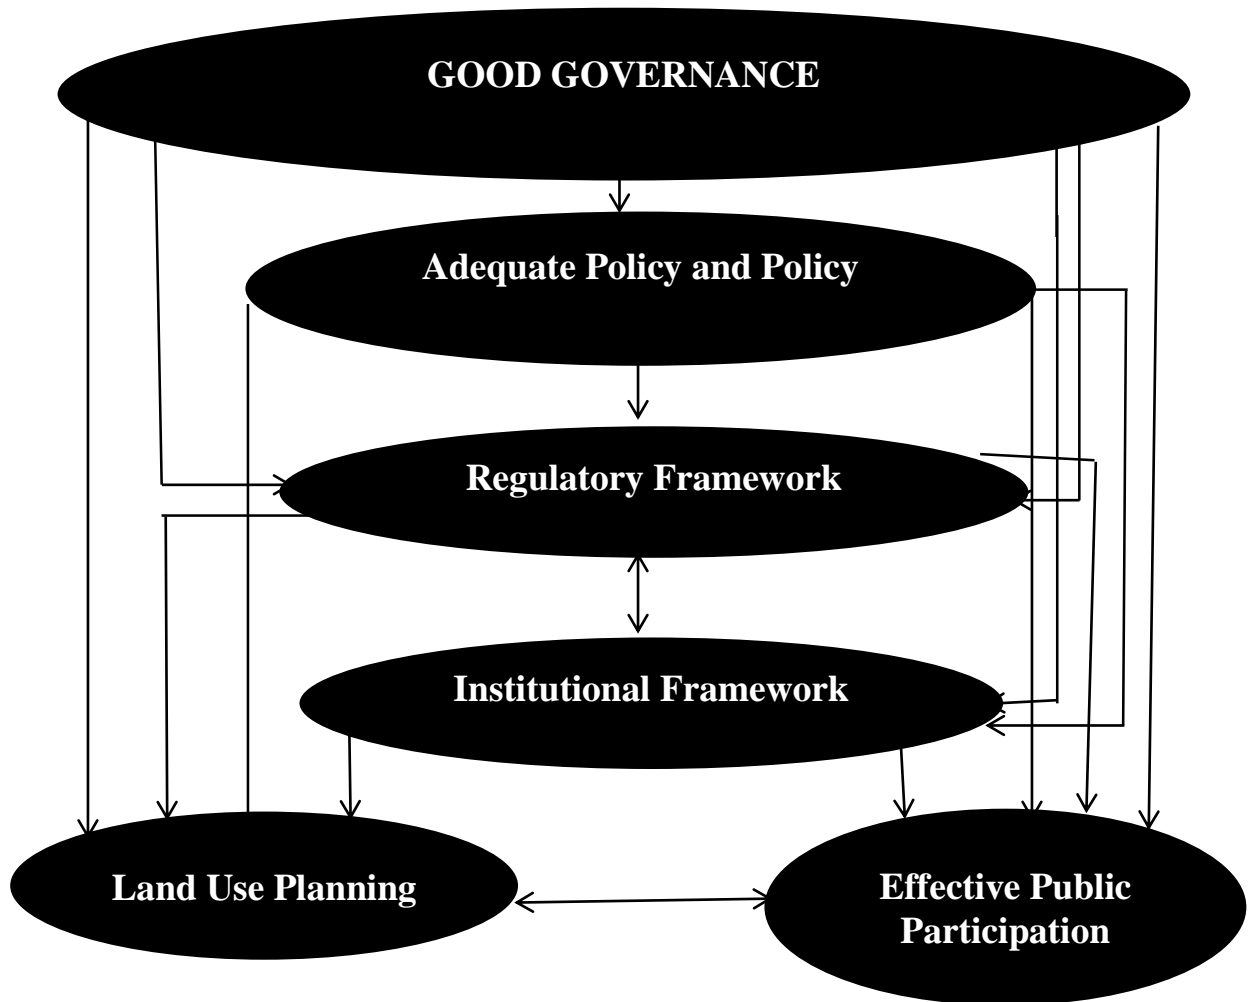 GOOD GOVERNANCE
Adequate Policy and Policy
Regulatory Framework
Institutional Framework
Land Use Planning
Effective Public
Participation